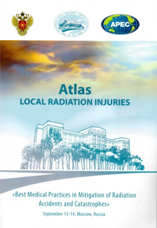 APEC
Atlas
LOCAL RADIATION INJURIES
«Best Medical Practices in Mitigation of Radiation
Accidents and Catastrophes»
September 13-14, Moscow, Russia